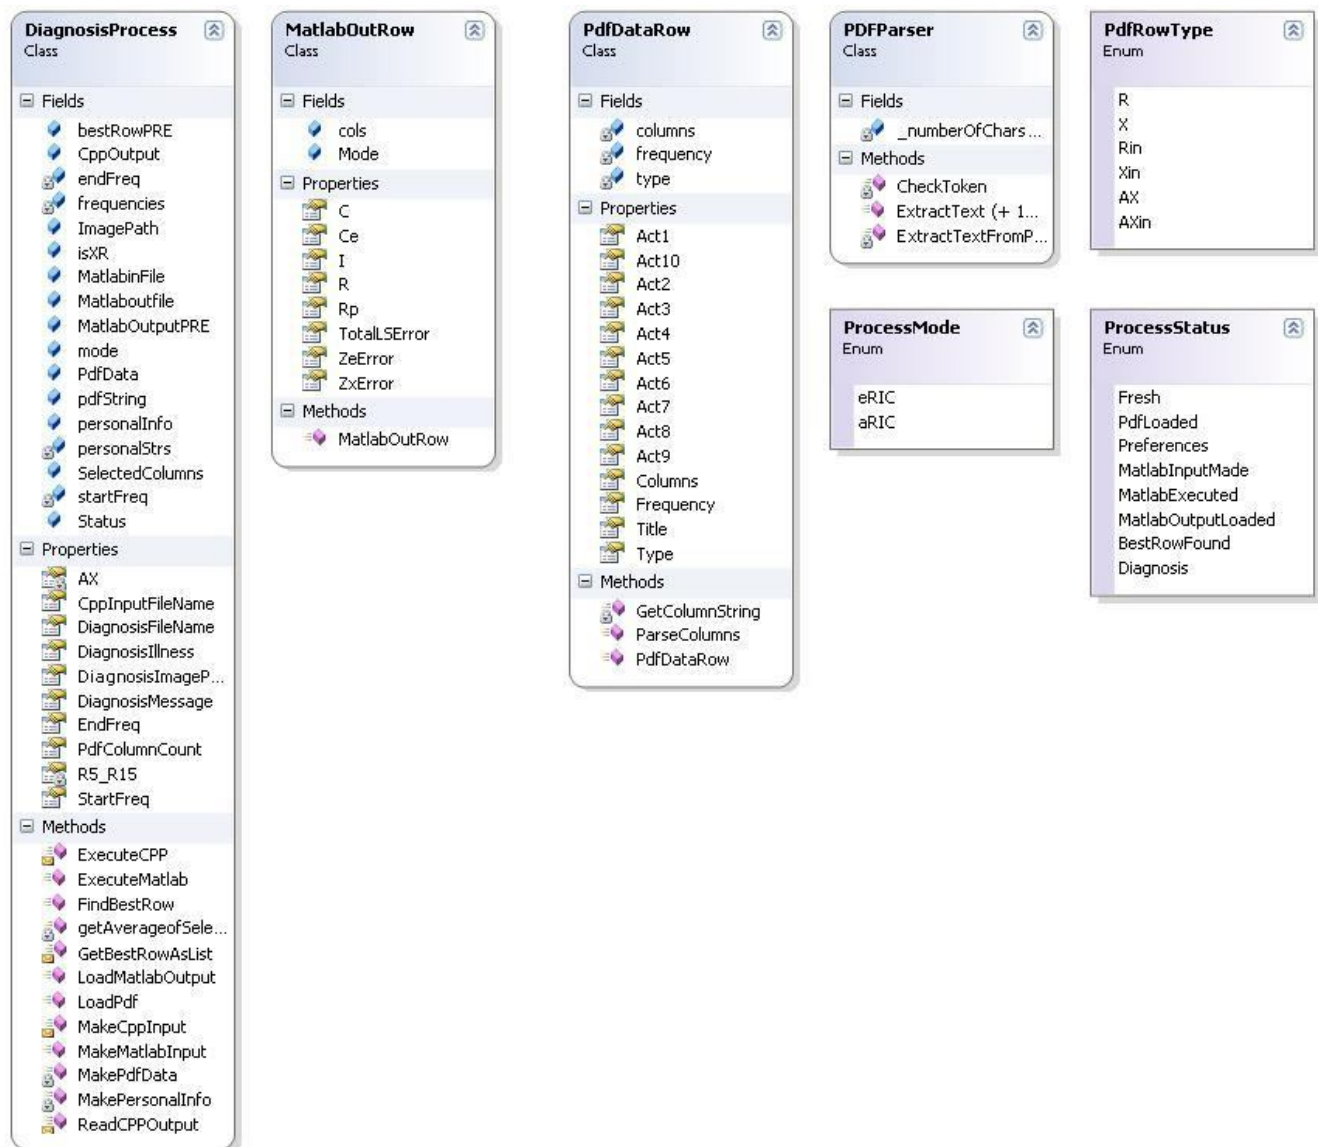 DiagnosisProcess
Class
Fields
bestRowPRE
CppOutput
endFreq
frequencies
ImagePath
isXR
MatlabinFile
Matlaboutfile
MatlabOutputPRE
mode
PdfData
pdfString
personalInfo
personalStrs
SelectedColumns
startFreq
Status
Properties
AX
CppInputFileName
DiagnosisFileName
DiagnosisIllness
DiagnosisImageP...
DiagnosisMessage
EndFreq
PdfColumnCount
R5_R15
StartFreq
Methods
ExecuteCPP
ExecuteMatlab
FindBestRow
getAverageofSele...
GetBestRowAsList
LoadMatlabOutput
LoadPdf
MakeCppInput
MakeMatlabInput
MakePdfData
MakePersonalInfo
ReadCPPOutput
MatlabOutRow
Class
Fields
cols
Mode
Properties
C
Ce
I
R
Rp
TotalLSError
ZeError
ZxError
Methods
MatlabOutRow
PdfDataRow
Class
Fields
columns
frequency
type
Properties
Act1
Act10
Act2
Act3
Act4
Act5
Act6
Act7
Act8
Act9
Columns
Frequency
Title
Type
Methods
GetColumnString
ParseColumns
PdfDataRow
PDFParser
Class
Fields
_numberOfChars ...
Methods
CheckToken
ExtractText (+ 1...
ExtractTextFromP...
PdfRowType
Enum
R
X
Rin
Xin
AX
AXin
ProcessMode
Enum
eRIC
aRIC
ProcessStatus
Enum
Fresh
PdfLoaded
Preferences
MatlabInputMade
MatlabExecuted
MatlabOutputLoaded
BestRowFound
Diagnosis